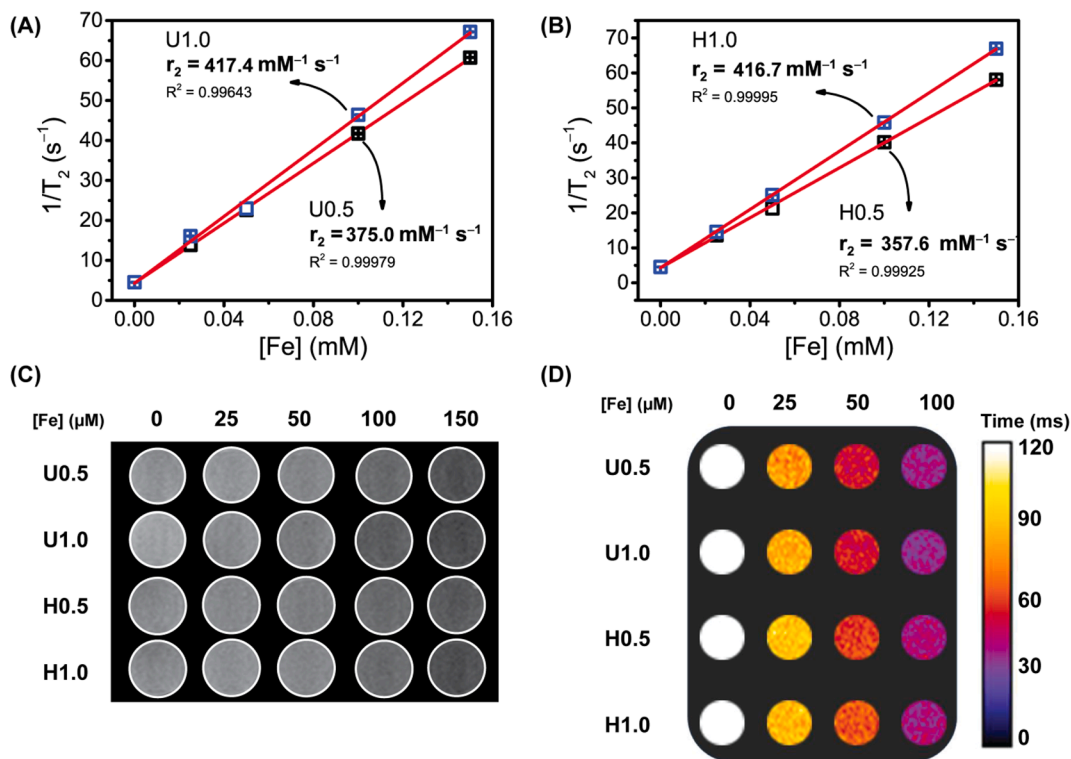 (A)
1/T₂ (s⁻¹)
70
60
50
40
30
20
10
0
U1.0
r₂ = 417.4 mM⁻¹ s⁻¹
R² = 0.99643
U0.5
r₂ = 375.0 mM⁻¹ s⁻¹
R² = 0.99979
0.00 0.04 0.08 0.12 0.16
[Fe] (mM)
(B)
1/T₂ (s⁻¹)
70
60
50
40
30
20
10
0
H1.0
r₂ = 416.7 mM⁻¹ s⁻¹
R² = 0.99995
H0.5
r₂ = 357.6 mM⁻¹ s⁻¹
R² = 0.99925
0.00 0.04 0.08 0.12 0.16
[Fe] (mM)
(C)
[Fe] (µM) 0 25 50 100 150
U0.5
U1.0
H0.5
H1.0
(D)
[Fe] (µM) 0 25 50 100
U0.5
U1.0
H0.5
H1.0
Time (ms)
120
90
60
30
0